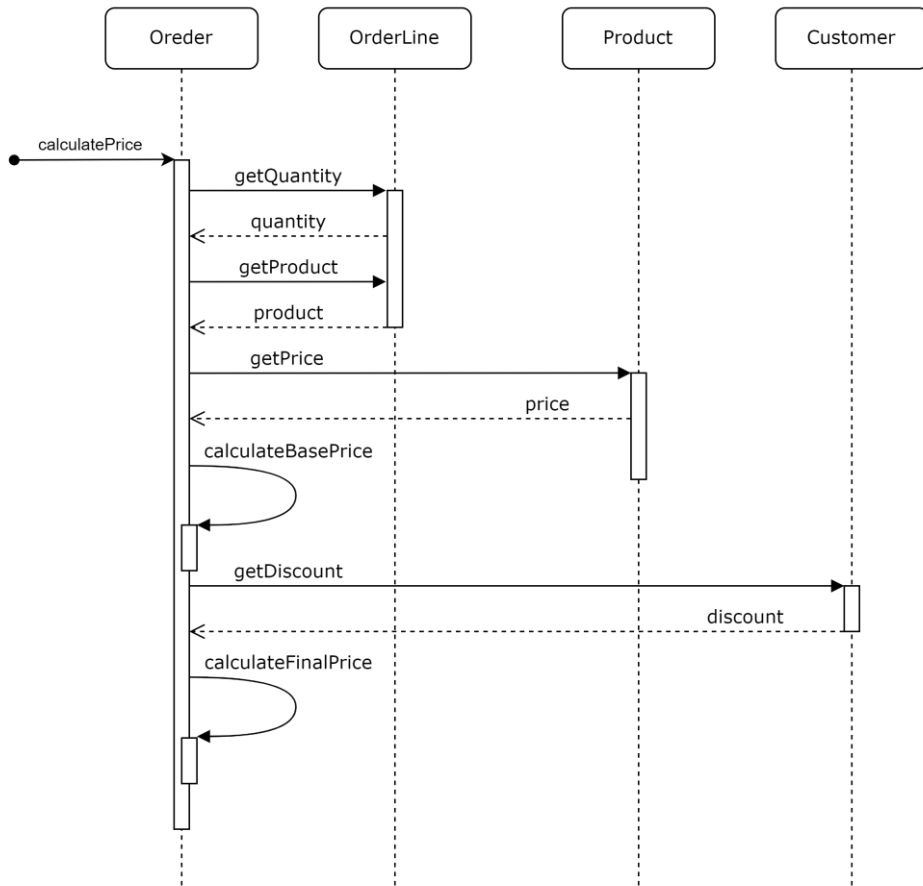 Oreder
OrderLine
Product
Customer
calculatePrice
getQuantity
quantity
getProduct
product
getPrice
price
calculateBasePrice
getDiscount
discount
calculateFinalPrice